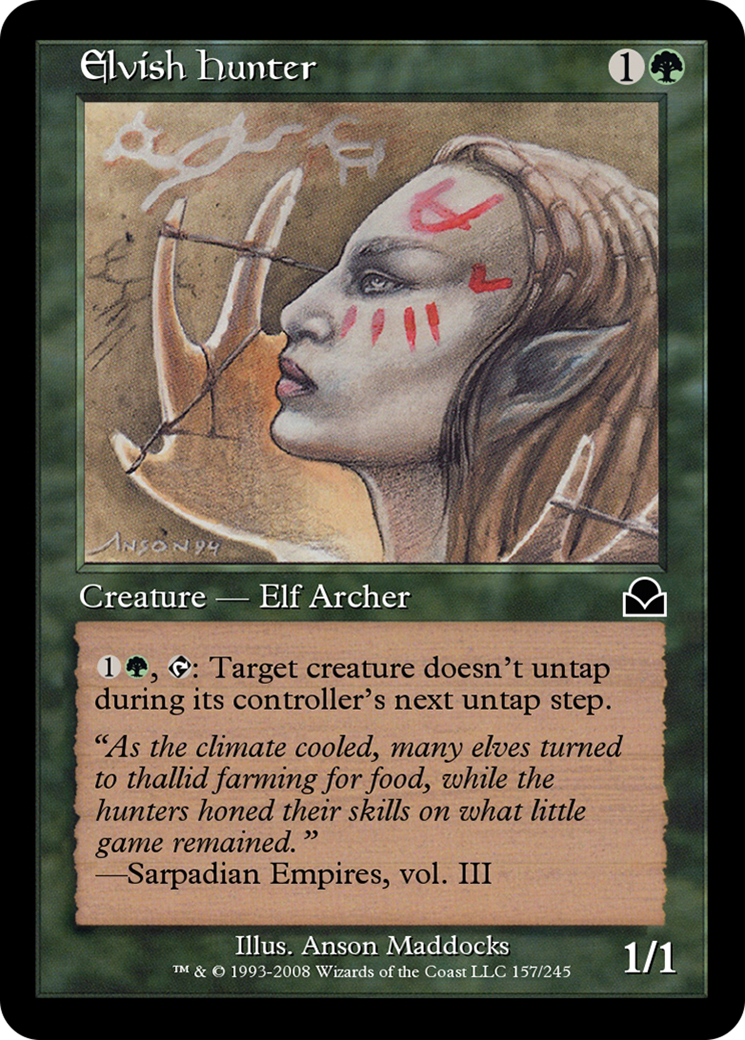 Elvish Hunter 1
ANSON 94
Creature — Elf Archer
1, : Target creature doesn't untap
during its controller's next untap step.
“As the climate cooled, many elves turned
to thallid farming for food, while the
hunters honed their skills on what little
game remained.”
—Sarpadian Empires, vol. III
Illus. Anson Maddocks
™ & © 1993-2008 Wizards of the Coast LLC 157/245
1/1